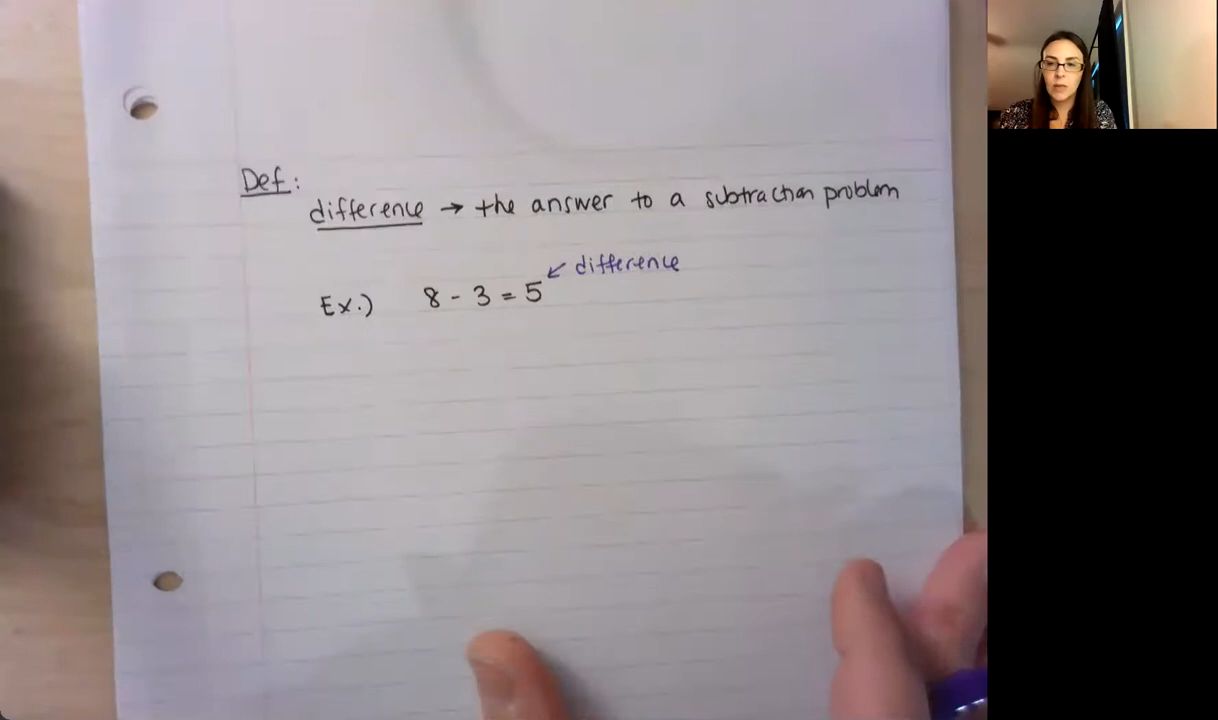 Def:
difference → the answer to a subtraction problem
↙ difference
Ex.) 8 - 3 = 5